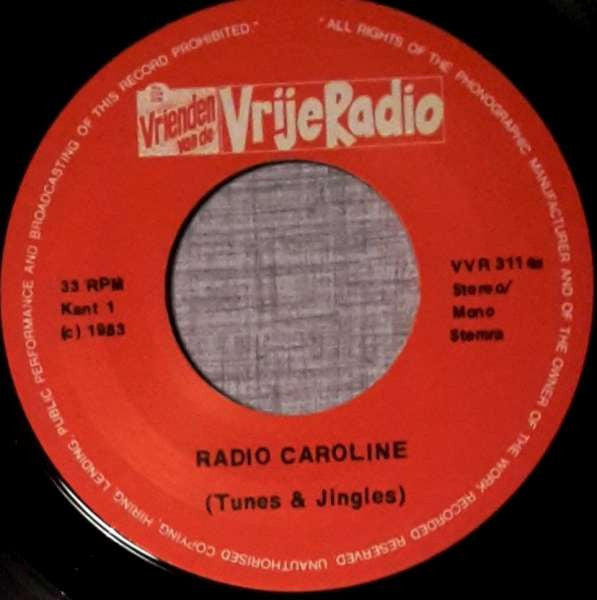 "ALL RIGHTS OF THE PHONOGRAPHIC MANUFACTURER AND OF THE OWNER OF THE WORK RECORDED RESERVED UNAUTHORISED COPYING, HIRING, LENDING, PUBLIC PERFORMANCE AND BROADCASTING OF THIS RECORD PROHIBITED."
Vrienden
van de
VrijeRadio
33 RPM
Kant 1
(c) 1983
VVR 311
Stereo/
Mono
Stemra
RADIO CAROLINE
(Tunes & Jingles)